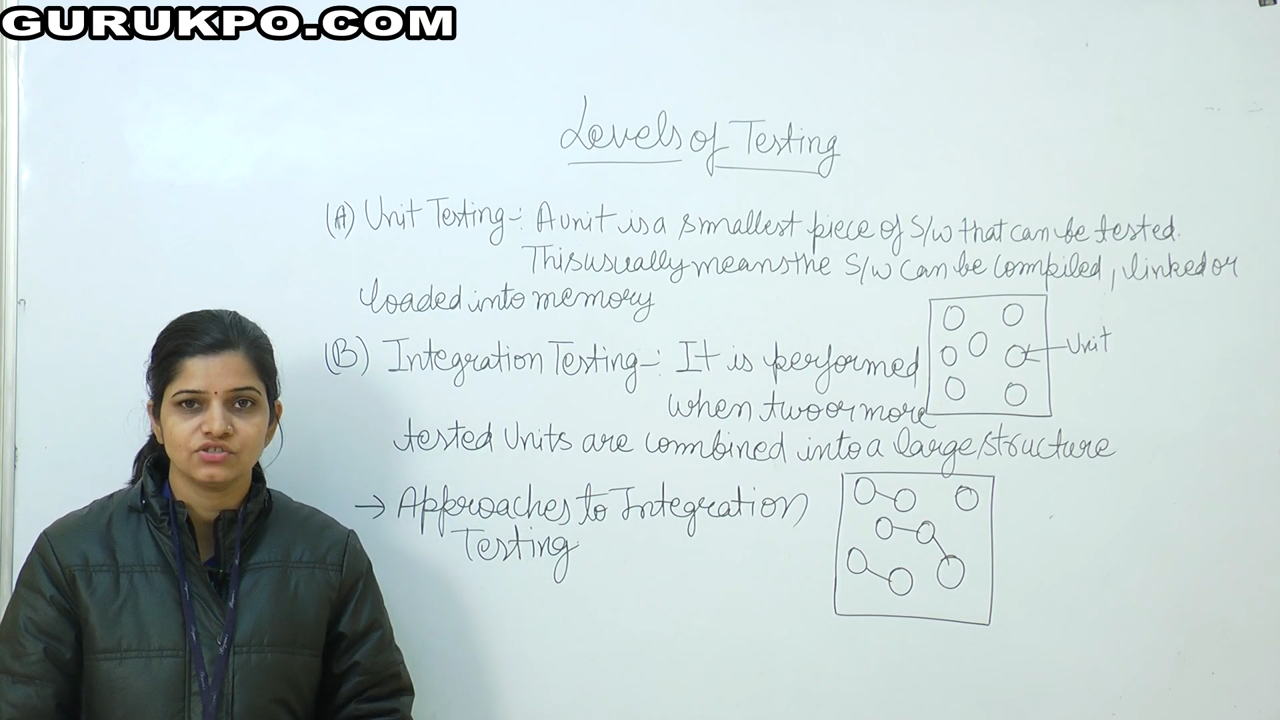 GURUKPO.COM
Levels of Testing
(A) Unit Testing-: A unit is a smallest piece of S/w that can be tested.
This usually means the S/w can be compiled, linked or
loaded into memory
(B) Integration Testing-: It is performed
Unit
when two or more
tested Units are combined into a large structure
→ Approaches to Integration
Testing